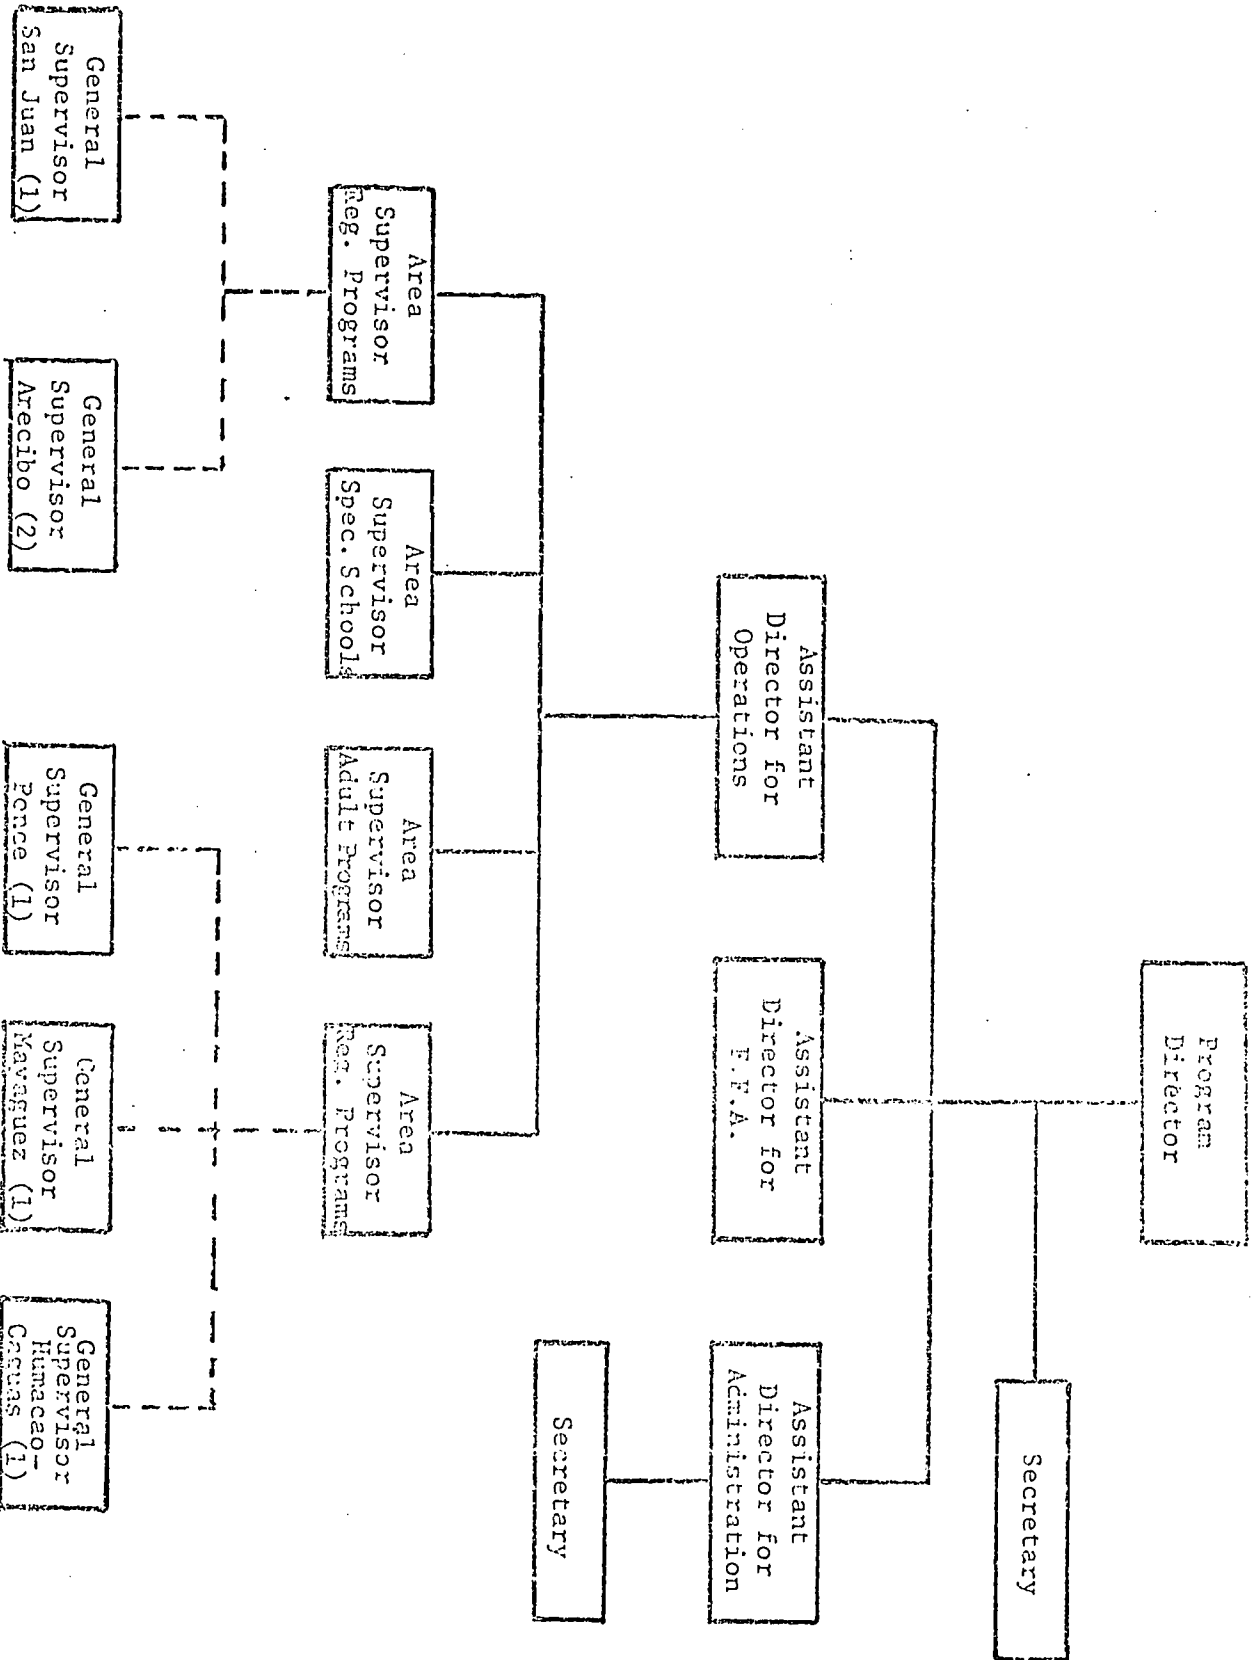 Program
Director
Secretary
Assistant
Director for
Operations
Assistant
Director for
F.F.A.
Assistant
Director for
Administration
Secretary
Area
Supervisor
Reg. Programs
Area
Supervisor
Spec. Schools
Area
Supervisor
Adult Programs
Area
Supervisor
Reg. Programs
General
Supervisor
San Juan (1)
General
Supervisor
Arecibo (2)
General
Supervisor
Ponce (1)
General
Supervisor
Mayaguez (1)
General
Supervisor
Humacao-
Caguas (1)